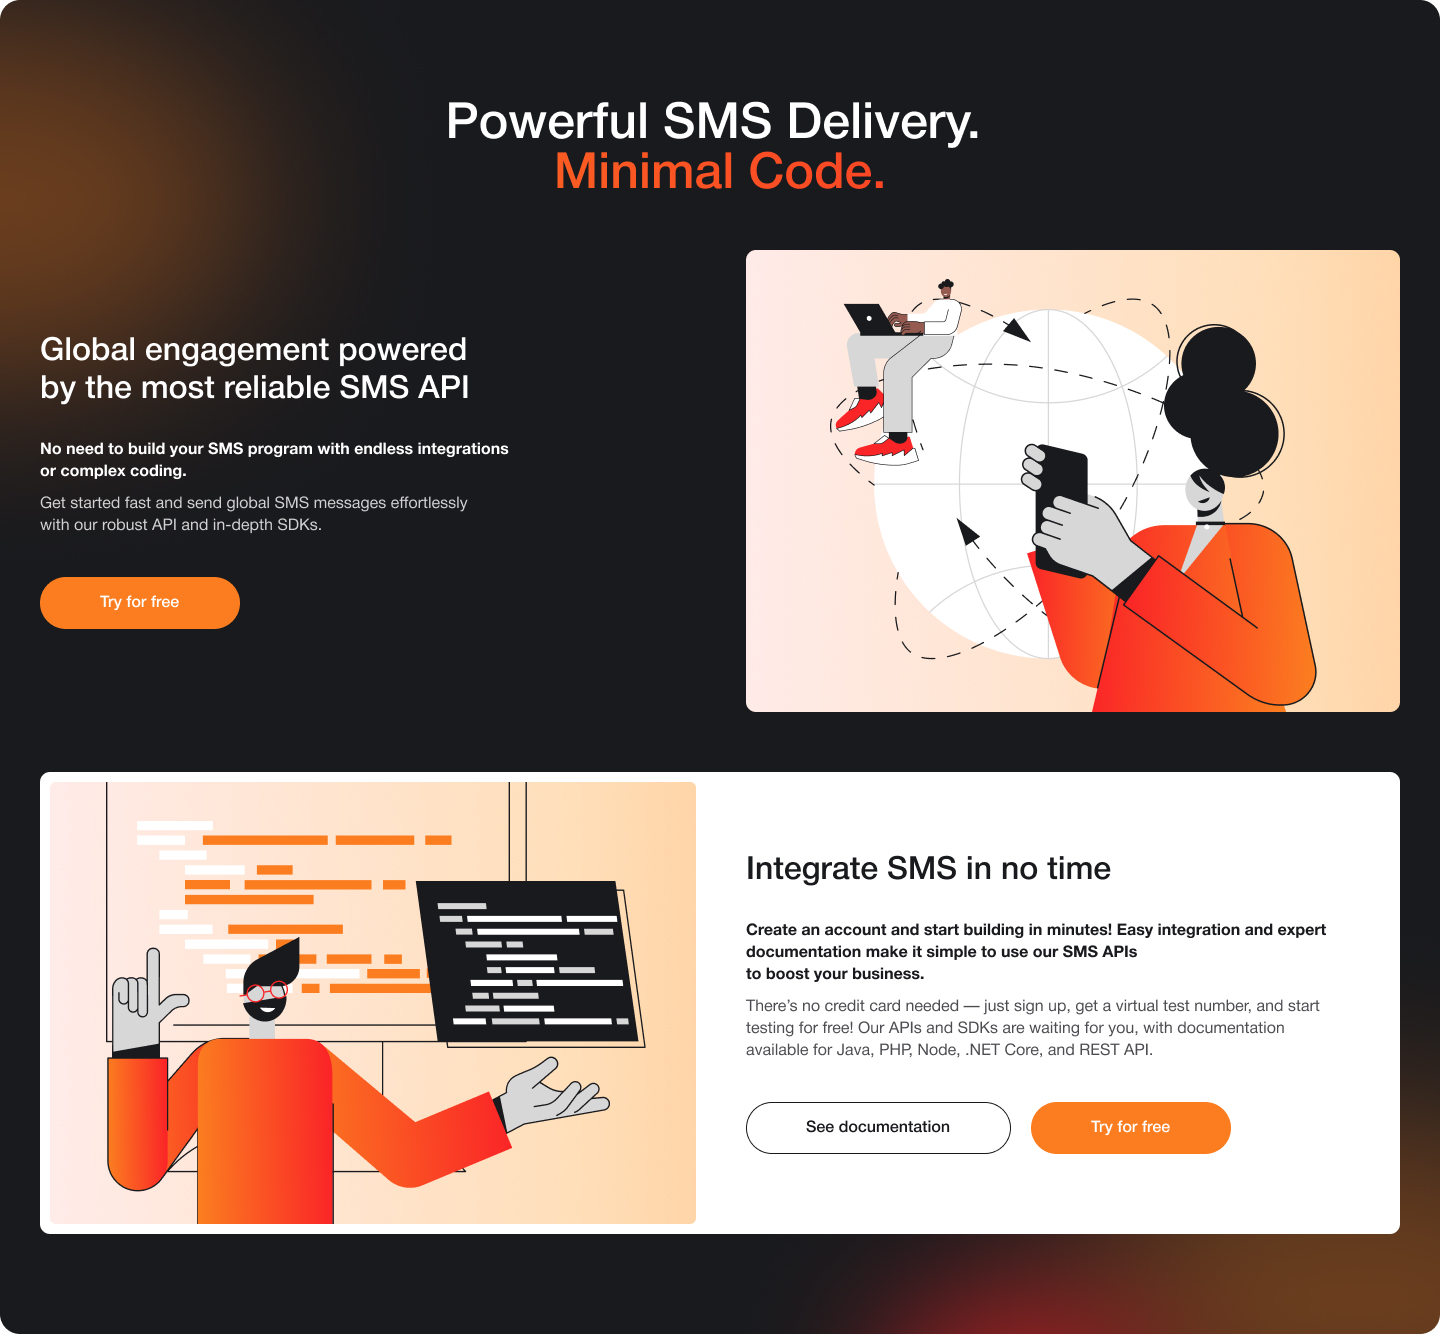 Powerful SMS Delivery.
Minimal Code.
Global engagement powered
by the most reliable SMS API
No need to build your SMS program with endless integrations
or complex coding.
Get started fast and send global SMS messages effortlessly
with our robust API and in-depth SDKs.
Try for free
Integrate SMS in no time
Create an account and start building in minutes! Easy integration and expert
documentation make it simple to use our SMS APIs
to boost your business.
There’s no credit card needed — just sign up, get a virtual test number, and start
testing for free! Our APIs and SDKs are waiting for you, with documentation
available for Java, PHP, Node, .NET Core, and REST API.
See documentation
Try for free